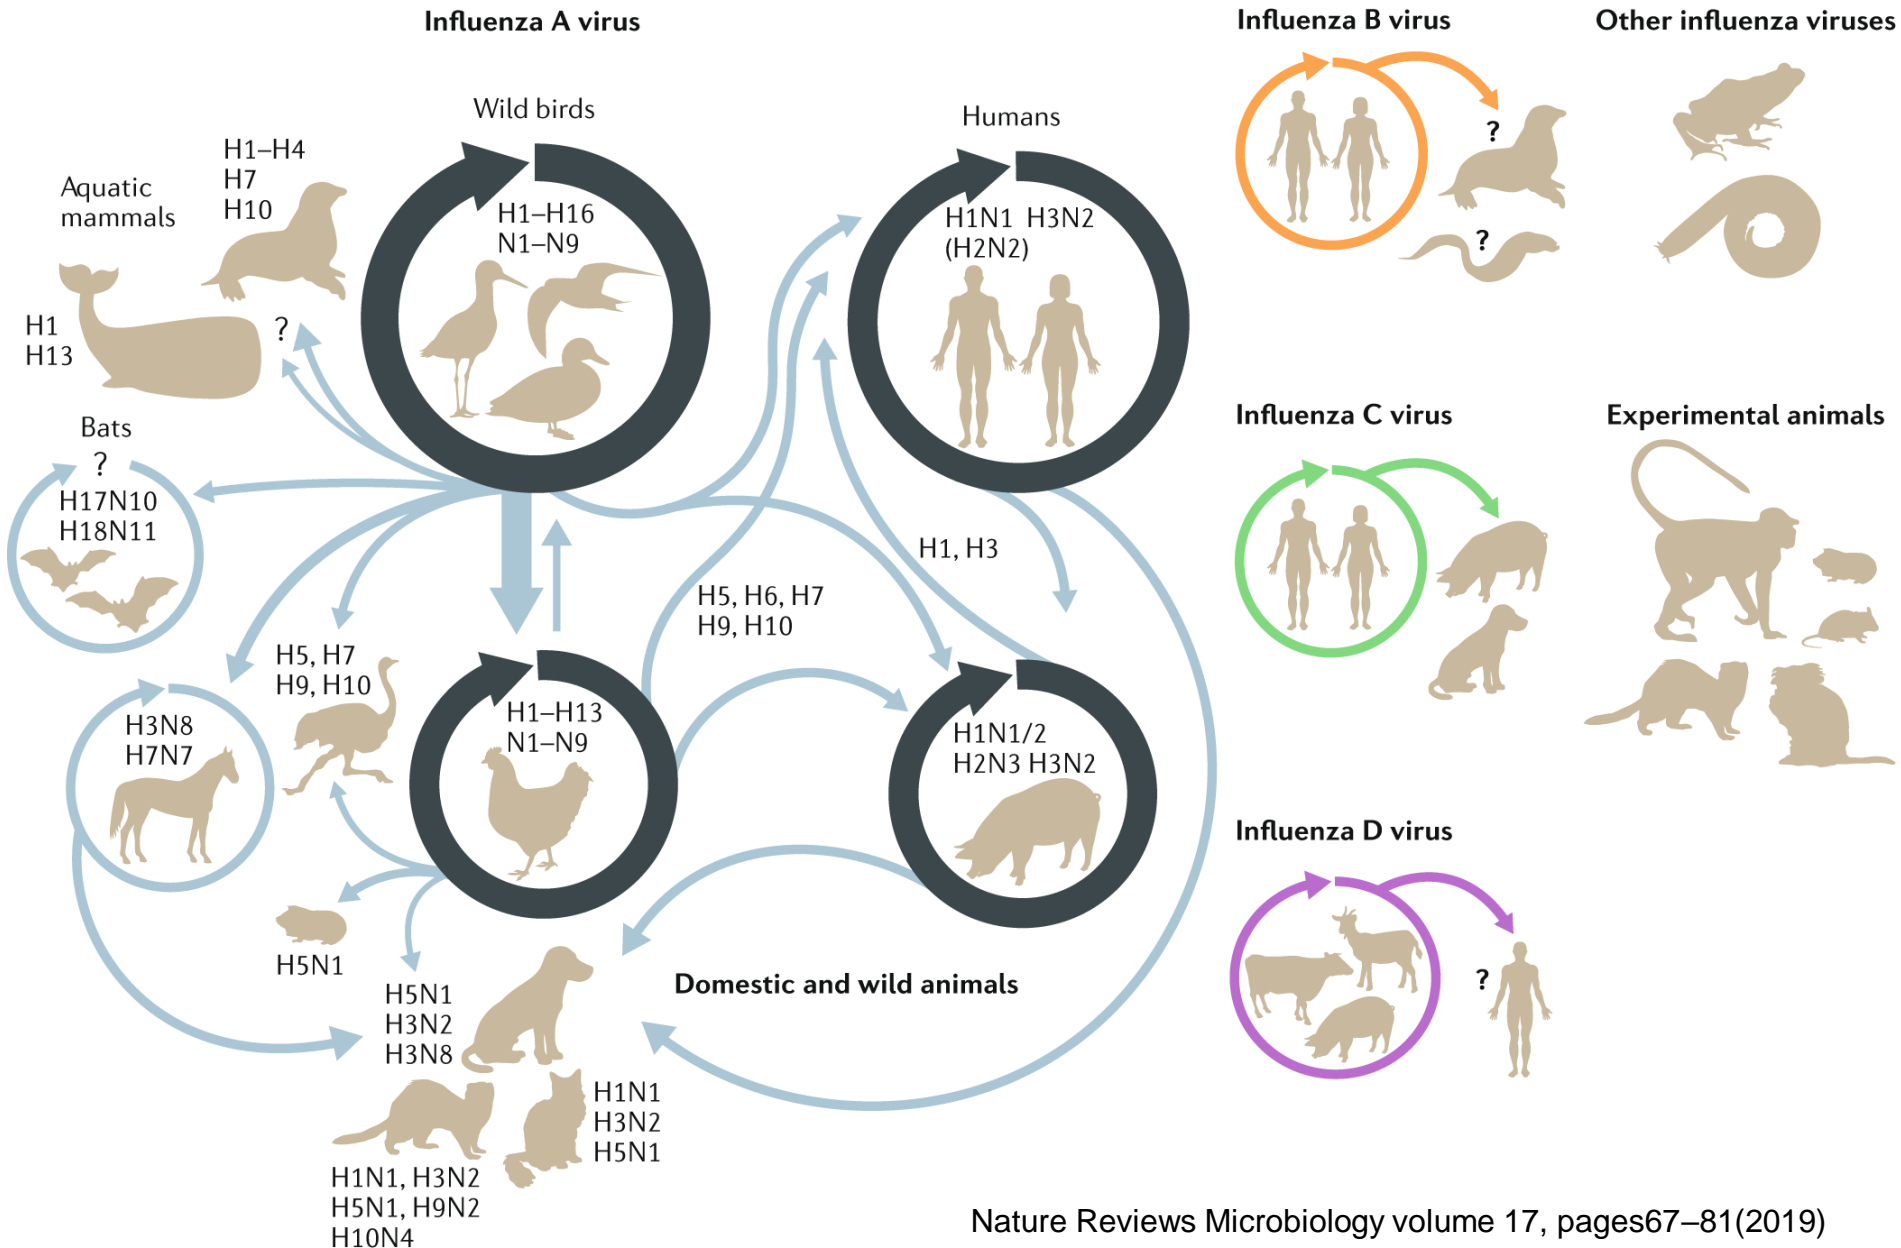 Influenza A virus
Influenza B virus
Other influenza viruses
Wild birds
Humans
H1–H4
H7
H10
Aquatic
mammals
H1
H13
?
H1–H16
N1–N9
H1N1 H3N2
(H2N2)
?
?
Bats
?
H17N10
H18N11
Influenza C virus
Experimental animals
H1, H3
H5, H6, H7
H9, H10
H5, H7
H9, H10
H3N8
H7N7
H1–H13
N1–N9
H1N1/2
H2N3 H3N2
Influenza D virus
?
H5N1
Domestic and wild animals
H5N1
H3N2
H3N8
H1N1
H3N2
H5N1
H1N1, H3N2
H5N1, H9N2
H10N4
Nature Reviews Microbiology volume 17, pages67–81(2019)